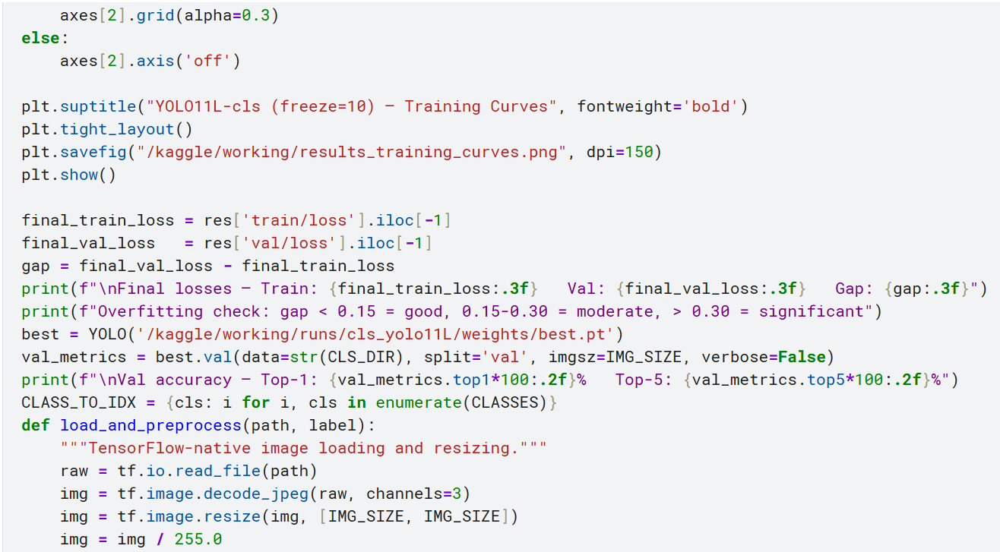 axes[2].grid(alpha=0.3)
else:
    axes[2].axis('off')

plt.suptitle("YOLO11L-cls (freeze=10) — Training Curves", fontweight='bold')
plt.tight_layout()
plt.savefig("/kaggle/working/results_training_curves.png", dpi=150)
plt.show()

final_train_loss = res['train/loss'].iloc[-1]
final_val_loss   = res['val/loss'].iloc[-1]
gap = final_val_loss - final_train_loss
print(f"\nFinal losses — Train: {final_train_loss:.3f}   Val: {final_val_loss:.3f}   Gap: {gap:.3f}")
print(f"Overfitting check: gap < 0.15 = good, 0.15-0.30 = moderate, > 0.30 = significant")
best = YOLO('/kaggle/working/runs/cls_yolo11L/weights/best.pt')
val_metrics = best.val(data=str(CLS_DIR), split='val', imgsz=IMG_SIZE, verbose=False)
print(f"\nVal accuracy — Top-1: {val_metrics.top1*100:.2f}%   Top-5: {val_metrics.top5*100:.2f}%")
CLASS_TO_IDX = {cls: i for i, cls in enumerate(CLASSES)}
def load_and_preprocess(path, label):
    """TensorFlow-native image loading and resizing."""
    raw = tf.io.read_file(path)
    img = tf.image.decode_jpeg(raw, channels=3)
    img = tf.image.resize(img, [IMG_SIZE, IMG_SIZE])
    img = img / 255.0